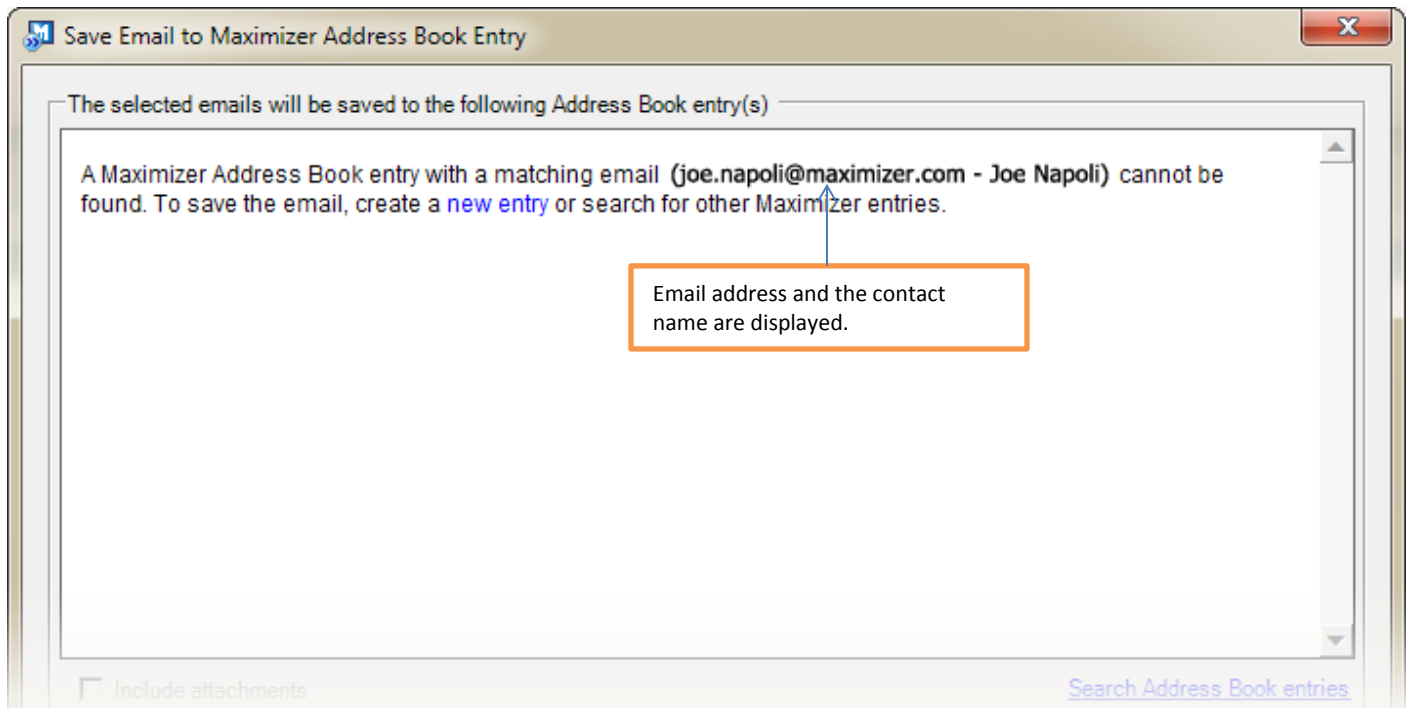 Save Email to Maximizer Address Book Entry
The selected emails will be saved to the following Address Book entry(s)
A Maximizer Address Book entry with a matching email (joe.napoli@maximizer.com - Joe Napoli) cannot be
found. To save the email, create a new entry or search for other Maximizer entries.
Email address and the contact
name are displayed.
Include attachments
Search Address Book entries